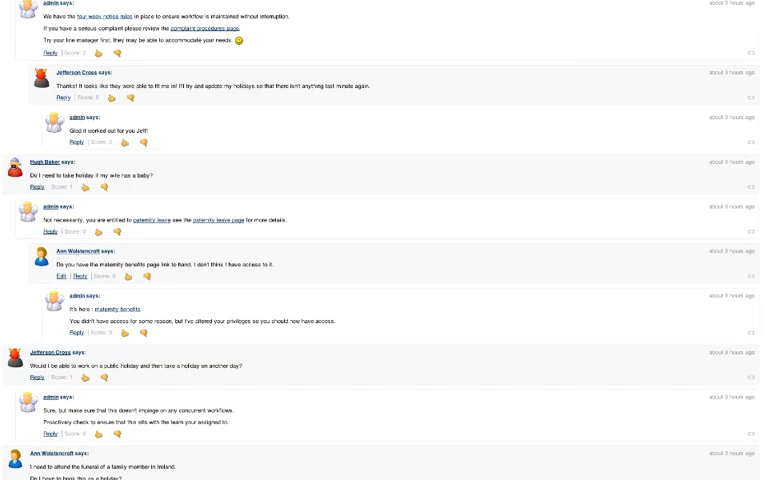 admin says:
about 9 hours ago
We have the four week notice rules in place to ensure workflow is maintained without interruption.
If you have a serious complaint please review the complaint procedures page.
Try your line manager first, they may be able to accommodate your needs.
Reply | Score: 2
Jefferson Cross says:
about 9 hours ago
Thanks! It looks like they were able to fit me in! I'll try and update my holidays so that there isn't anything last minute again.
Reply | Score: 0
admin says:
about 9 hours ago
Glad it worked out for you Jeff!
Reply | Score: 0
Hugh Baker says:
about 9 hours ago
Do I need to take holiday if my wife has a baby?
Reply | Score: 1
admin says:
about 9 hours ago
Not necessarily, you are entitled to paternity leave see the paternity leave page for more details.
Reply | Score: 0
Ann Wolstencroft says:
about 9 hours ago
Do you have the maternity benefits page link to hand, I don't think I have access to it.
Edit | Reply | Score: 0
admin says:
about 9 hours ago
It's here : maternity benefits
You didn't have access for some reason, but I've altered your privileges so you should now have access.
Reply | Score: 0
Jefferson Cross says:
about 9 hours ago
Would I be able to work on a public holiday and then take a holiday on another day?
Reply | Score: 1
admin says:
about 9 hours ago
Sure, but make sure that this doesn't impinge on any concurrent workflows.
Proactively check to ensure that this sits with the team your assigned to.
Reply | Score: 0
Ann Wolstencroft says:
about 9 hours ago
I need to attend the funeral of a family member in Ireland.
Do I have to book this as a holiday?